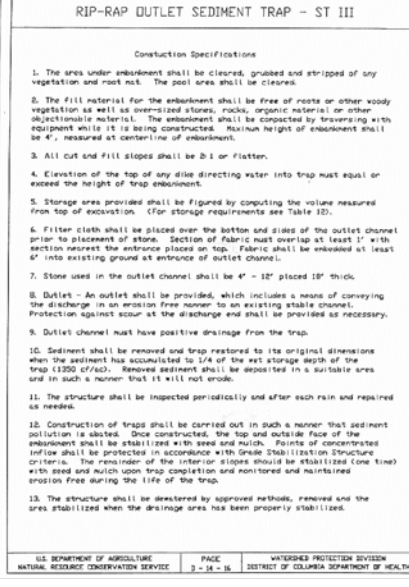 RIP-RAP OUTLET SEDIMENT TRAP - ST III
Constuction Specifications
1. The area under embankment shall be cleared, grubbed and stripped of any
vegetation and root mat. The pool area shall be cleared.
2. The fill material for the embankment shall be free of roots or other woody
vegetation as well as over-sized stones, rocks, organic material or other
objectionable material. The embankment shall be compacted by traversing with
equipment while it is being constructed. Maximum height of embankment shall
be 4', measured at centerline of embankment.
3. All cut and fill slopes shall be 2:1 or flatter.
4. Elevation of the top of any dike directing water into trap must equal or
exceed the height of trap embankment.
5. Storage area provided shall be figured by computing the volume measured
from top of excavation. (For storage requirements see Table 12).
6. Filter cloth shall be placed over the bottom and sides of the outlet channel
prior to placement of stone. Section of fabric must overlap at least 1' with
section nearest the entrance placed on top. Fabric shall be embedded at least
6" into existing ground at entrance of outlet channel.
7. Stone used in the outlet channel shall be 4" - 12" placed 18" thick.
8. Outlet - An outlet shall be provided, which includes a means of conveying
the discharge in an erosion free manner to an existing stable channel.
Protection against scour at the discharge end shall be provided as necessary.
9. Outlet channel must have positive drainage from the trap.
10. Sediment shall be removed and trap restored to its original dimensions
when the sediment has accumulated to 1/4 of the wet storage depth of the
trap (1350 cf/ac). Removed sediment shall be deposited in a suitable area
and in such a manner that it will not erode.
11. The structure shall be inspected periodically and after each rain and repaired
as needed.
12. Construction of traps shall be carried out in such a manner that sediment
pollution is abated. Once constructed, the top and outside face of the
embankment shall be stabilized with seed and mulch. Points of concentrated
inflow shall be protected in accordance with Grade Stabilization Structure
criteria. The remainder of the interior slopes should be stabilized (one time)
with seed and mulch upon trap completion and monitored and maintained
erosion free during the life of the trap.
13. The structure shall be dewatered by approved methods, removed and the
area stabilized when the drainage area has been properly stabilized.
U.S. DEPARTMENT OF AGRICULTURE
NATURAL RESOURCE CONSERVATION SERVICE
PAGE
D - 14 - 16
WATERSHED PROTECTION DIVISION
DISTRICT OF COLUMBIA DEPARTMENT OF HEALTH